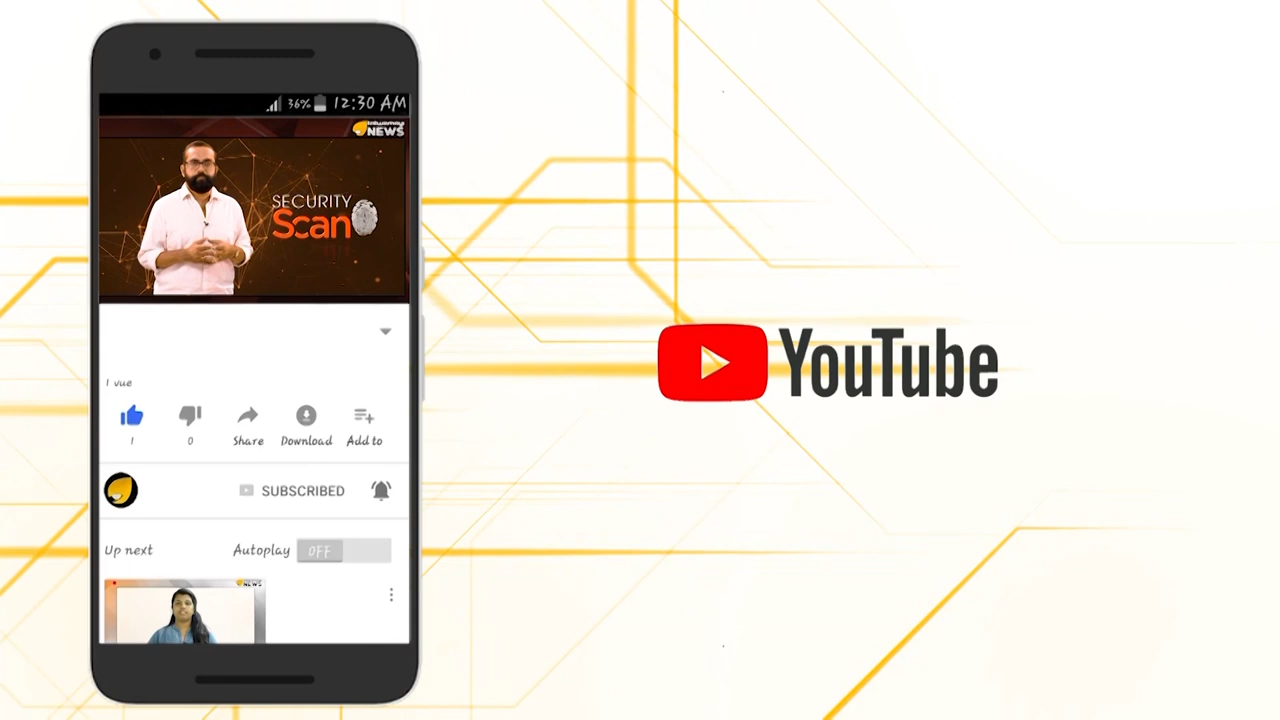 36% 12:30 AM
NEWS
SECURITY
Scan
YouTube
1 vue
1
0
Share
Download
Add to
SUBSCRIBED
Up next
Autoplay
OFF
NEWS